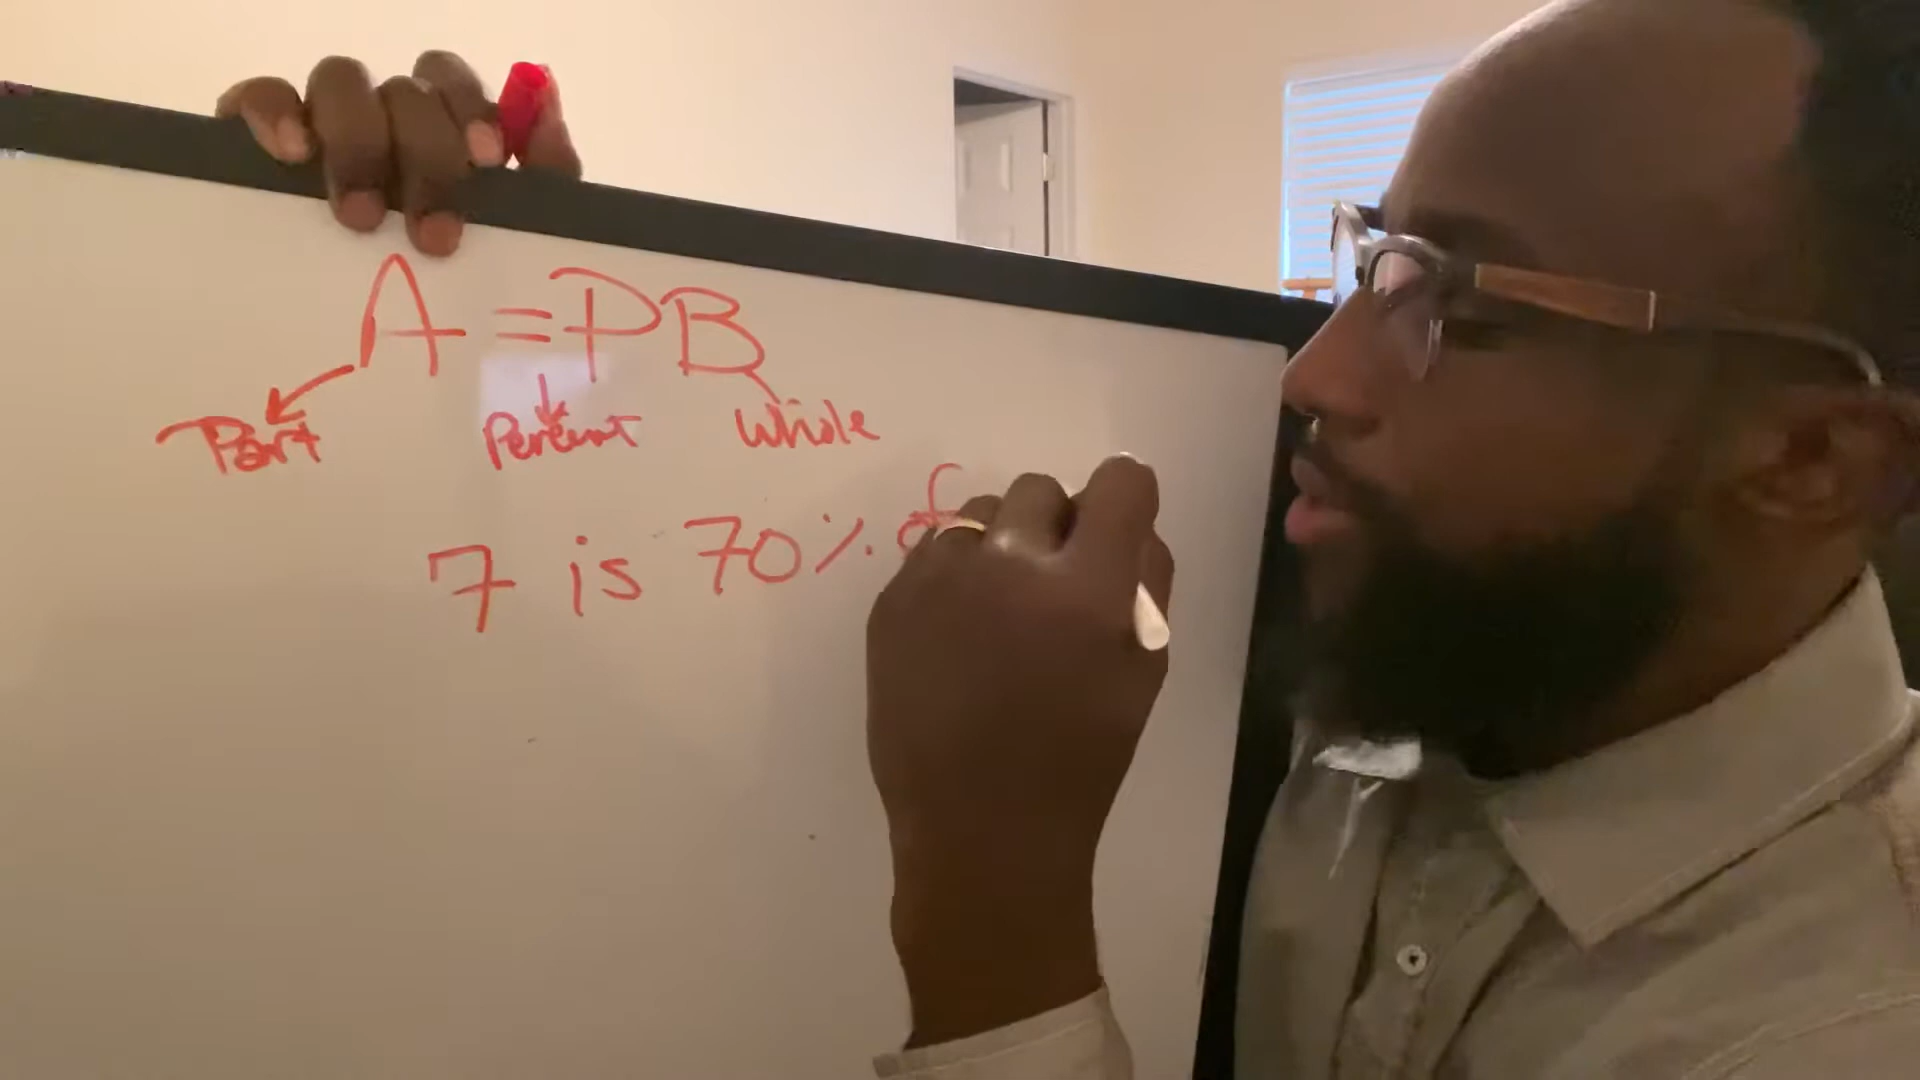 A = PB
Part Percent Whole
7 is 70% of